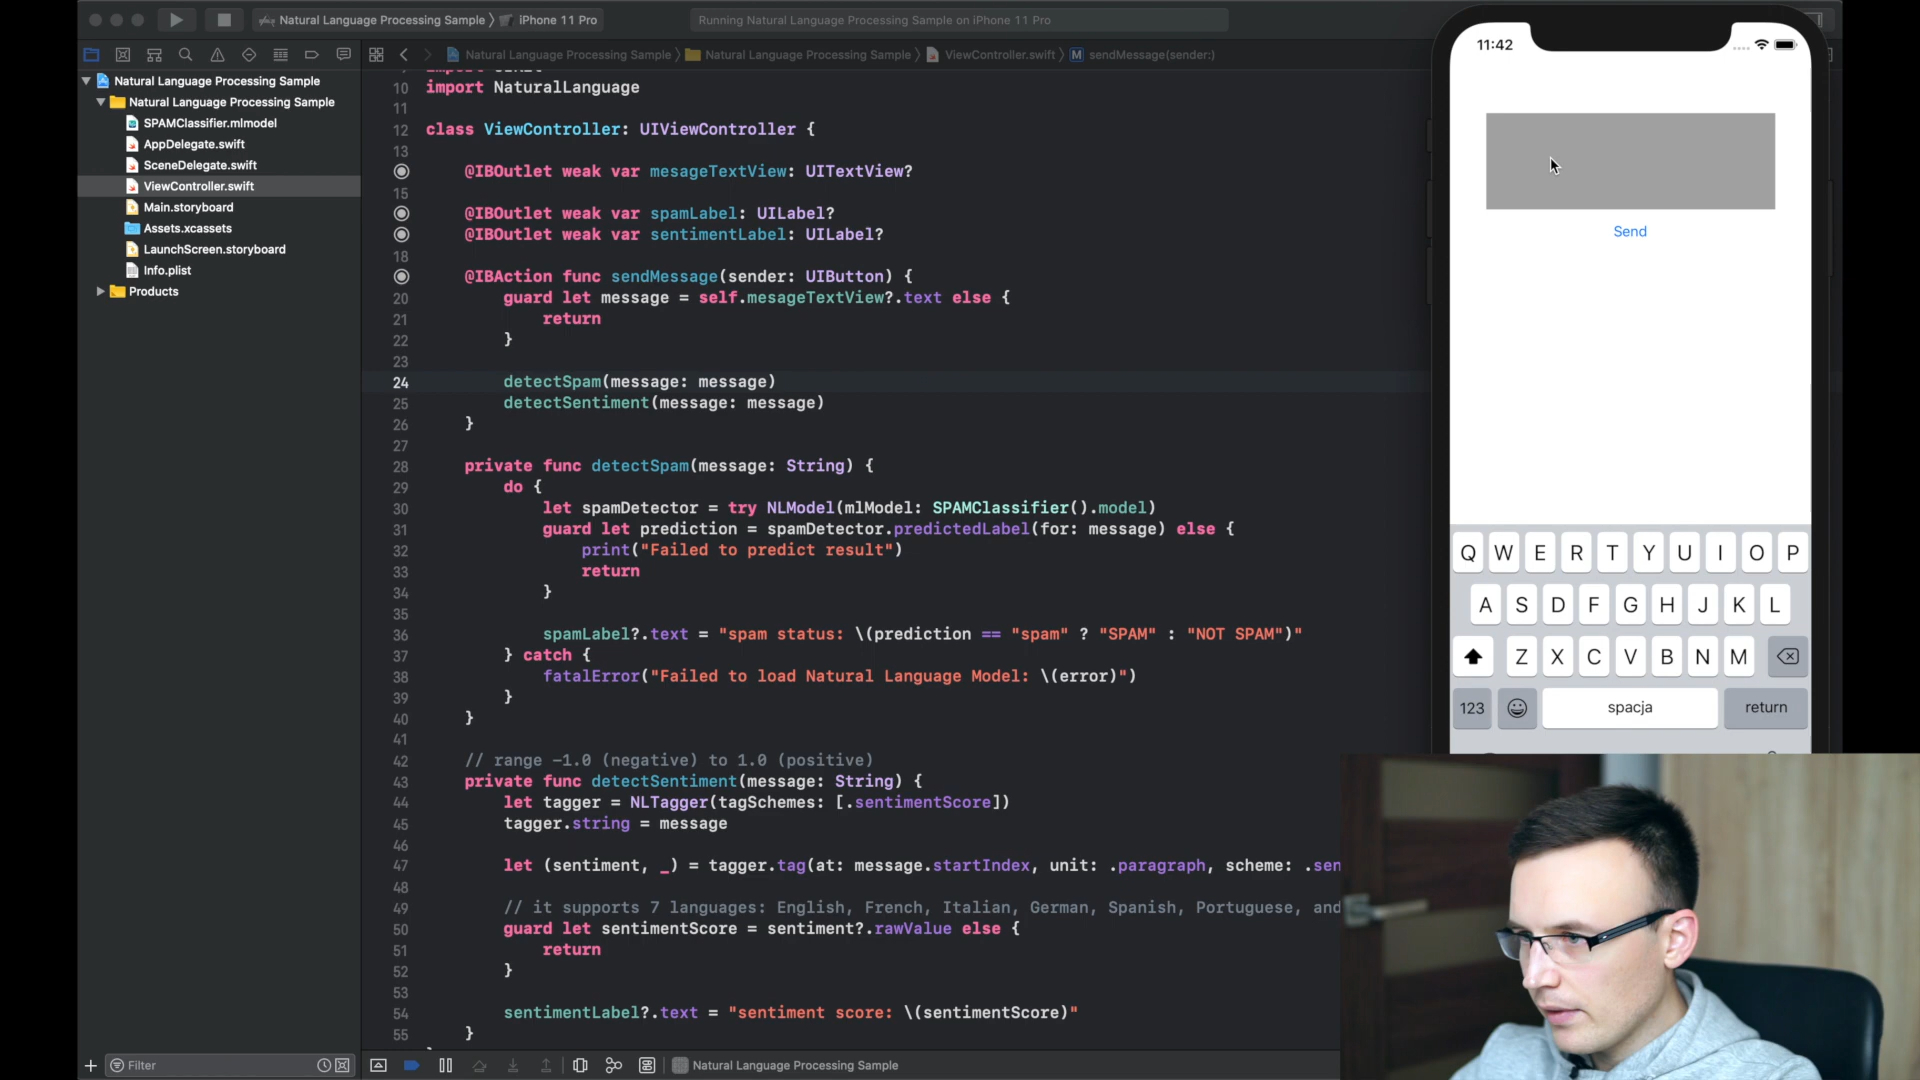 Natural Language Processing Sample
iPhone 11 Pro
Running Natural Language Processing Sample on iPhone 11 Pro
Natural Language Processing Sample
Natural Language Processing Sample
ViewController.swift
M
sendMessage(sender:)
Natural Language Processing Sample
Natural Language Processing Sample
SPAMClassifier.mlmodel
AppDelegate.swift
SceneDelegate.swift
ViewController.swift
Main.storyboard
Assets.xcassets
LaunchScreen.storyboard
Info.plist
Products
10 import NaturalLanguage
11
12 class ViewController: UIViewController {
13
@IBOutlet weak var mesageTextView: UITextView?
15
@IBOutlet weak var spamLabel: UILabel?
@IBOutlet weak var sentimentLabel: UILabel?
18
@IBAction func sendMessage(sender: UIButton) {
20 guard let message = self.mesageTextView?.text else {
21 return
22 }
23
24 detectSpam(message: message)
25 detectSentiment(message: message)
26 }
27
28 private func detectSpam(message: String) {
29 do {
30 let spamDetector = try NLModel(mlModel: SPAMClassifier().model)
31 guard let prediction = spamDetector.predictedLabel(for: message) else {
32 print("Failed to predict result")
33 return
34 }
35
36 spamLabel?.text = "spam status: \(prediction == "spam" ? "SPAM" : "NOT SPAM")"
37 } catch {
38 fatalError("Failed to load Natural Language Model: \(error)")
39 }
40 }
41
42 // range -1.0 (negative) to 1.0 (positive)
43 private func detectSentiment(message: String) {
44 let tagger = NLTagger(tagSchemes: [.sentimentScore])
45 tagger.string = message
46
47 let (sentiment, _) = tagger.tag(at: message.startIndex, unit: .paragraph, scheme: .sen
48
49 // it supports 7 languages: English, French, Italian, German, Spanish, Portuguese, and
50 guard let sentimentScore = sentiment?.rawValue else {
51 return
52 }
53
54 sentimentLabel?.text = "sentiment score: \(sentimentScore)"
55 }
Filter
Natural Language Processing Sample
11:42
Send
Q W E R T Y U I O P
A S D F G H J K L
Z X C V B N M
123 spacja return